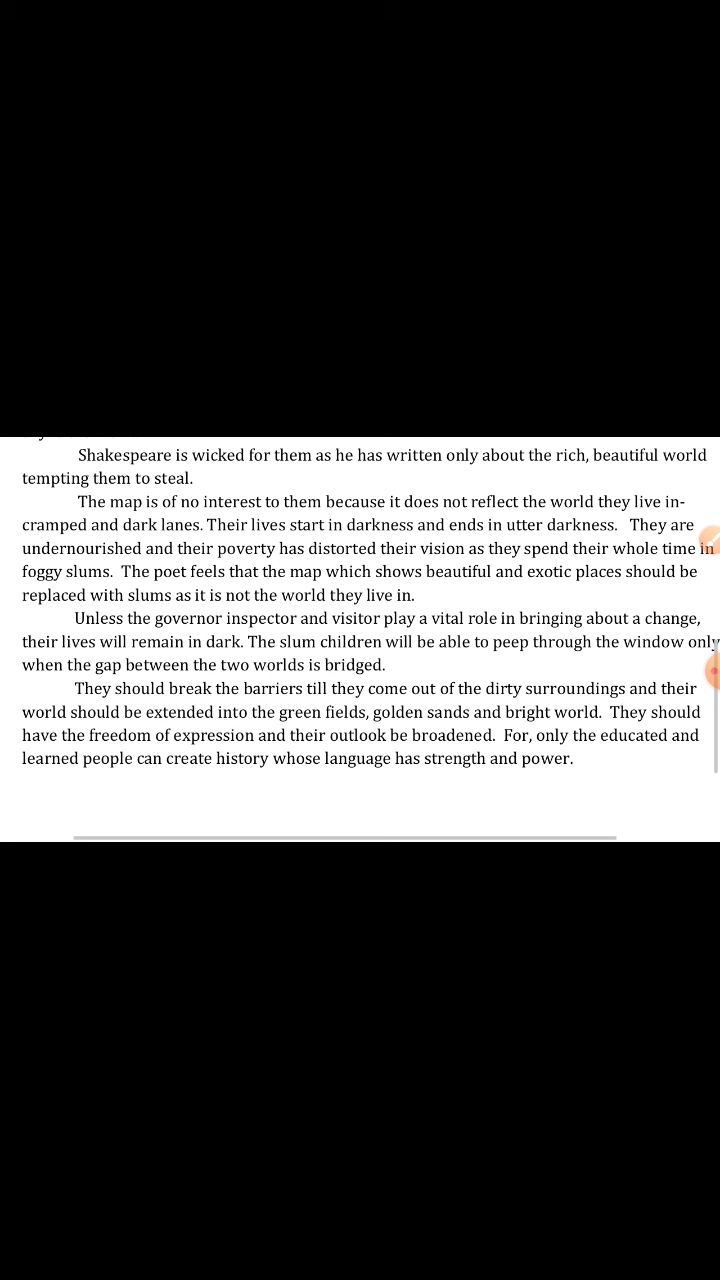 Shakespeare is wicked for them as he has written only about the rich, beautiful world
tempting them to steal.
The map is of no interest to them because it does not reflect the world they live in-
cramped and dark lanes. Their lives start in darkness and ends in utter darkness. They are
undernourished and their poverty has distorted their vision as they spend their whole time in
foggy slums. The poet feels that the map which shows beautiful and exotic places should be
replaced with slums as it is not the world they live in.
Unless the governor inspector and visitor play a vital role in bringing about a change,
their lives will remain in dark. The slum children will be able to peep through the window only
when the gap between the two worlds is bridged.
They should break the barriers till they come out of the dirty surroundings and their
world should be extended into the green fields, golden sands and bright world. They should
have the freedom of expression and their outlook be broadened. For, only the educated and
learned people can create history whose language has strength and power.